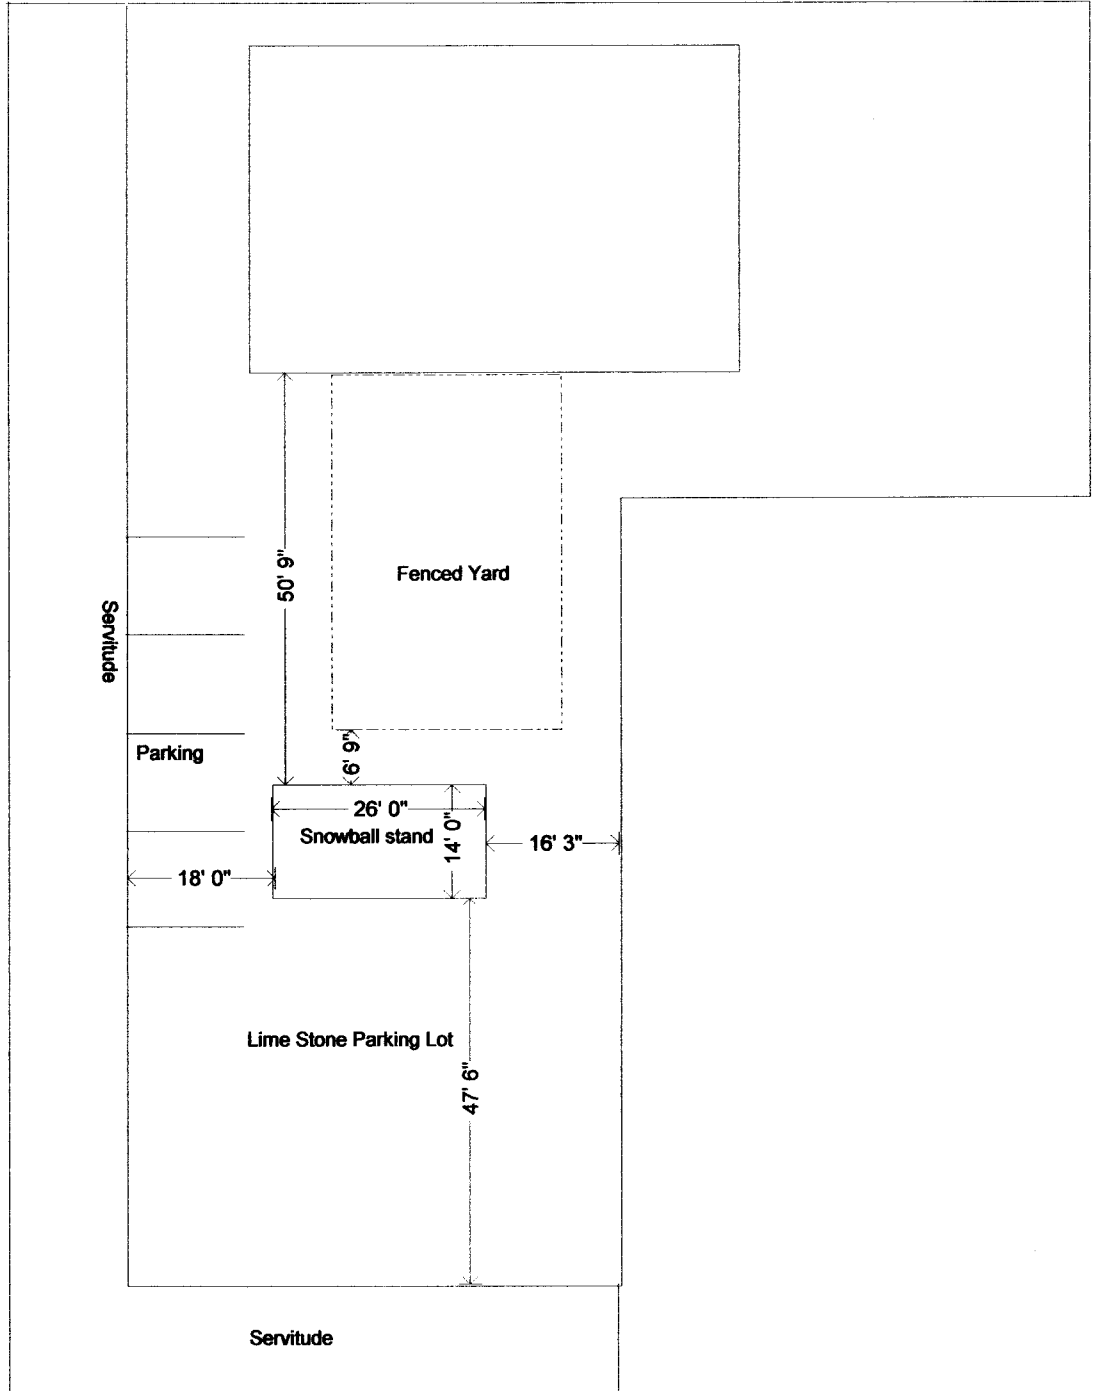 50' 9"
Fenced Yard
Servitude
Parking
6' 9"
26' 0"
Snowball stand
14' 0"
16' 3"
18' 0"
Lime Stone Parking Lot
47' 6"
Servitude